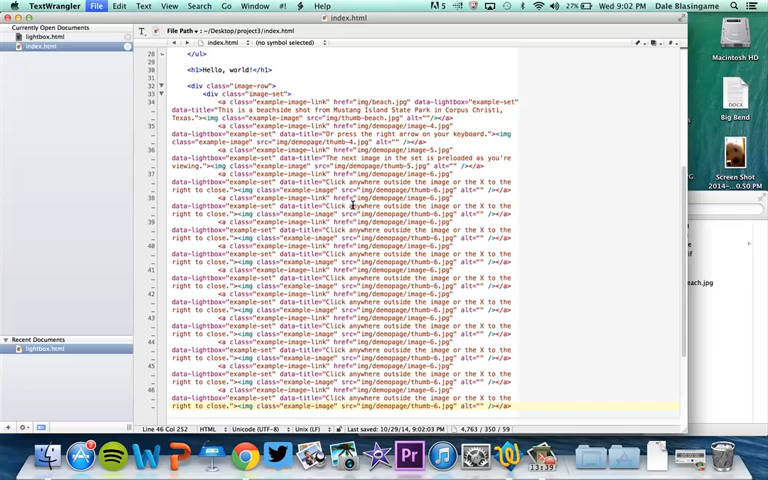 TextWrangler File Edit Text View Search Go Window #! Help 5 27% Wed 9:02 PM Dale Blasingame
index.html
Currently Open Documents
lightbox.html
index.html
File Path : ~/Desktop/project3/index.html
index.html (no symbol selected)
28 </ul>
29
30 <h1>Hello, world!</h1>
31
32 <div class="image-row">
33 <div class="image-set">
34 <a class="example-image-link" href="img/beach.jpg" data-lightbox="example-set"
data-title="This is a beachside shot from Mustang Island State Park in Corpus Christi,
Texas."><img class="example-image" src="img/thumb-beach.jpg" alt=""/></a>
35 <a class="example-image-link" href="img/demopage/image-4.jpg"
data-lightbox="example-set" data-title="Or press the right arrow on your keyboard."><img
class="example-image" src="img/demopage/thumb-4.jpg" alt="" /></a>
36 <a class="example-image-link" href="img/demopage/image-5.jpg"
data-lightbox="example-set" data-title="The next image in the set is preloaded as you're
viewing."><img class="example-image" src="img/demopage/thumb-5.jpg" alt="" /></a>
37 <a class="example-image-link" href="img/demopage/image-6.jpg"
data-lightbox="example-set" data-title="Click anywhere outside the image or the X to the
right to close."><img class="example-image" src="img/demopage/thumb-6.jpg" alt="" /></a>
38 <a class="example-image-link" href="img/demopage/image-6.jpg"
data-lightbox="example-set" data-title="Click anywhere outside the image or the X to the
right to close."><img class="example-image" src="img/demopage/thumb-6.jpg" alt="" /></a>
39 <a class="example-image-link" href="img/demopage/image-6.jpg"
data-lightbox="example-set" data-title="Click anywhere outside the image or the X to the
right to close."><img class="example-image" src="img/demopage/thumb-6.jpg" alt="" /></a>
40 <a class="example-image-link" href="img/demopage/image-6.jpg"
data-lightbox="example-set" data-title="Click anywhere outside the image or the X to the
right to close."><img class="example-image" src="img/demopage/thumb-6.jpg" alt="" /></a>
41 <a class="example-image-link" href="img/demopage/image-6.jpg"
data-lightbox="example-set" data-title="Click anywhere outside the image or the X to the
right to close."><img class="example-image" src="img/demopage/thumb-6.jpg" alt="" /></a>
42 <a class="example-image-link" href="img/demopage/image-6.jpg"
data-lightbox="example-set" data-title="Click anywhere outside the image or the X to the
right to close."><img class="example-image" src="img/demopage/thumb-6.jpg" alt="" /></a>
43 <a class="example-image-link" href="img/demopage/image-6.jpg"
data-lightbox="example-set" data-title="Click anywhere outside the image or the X to the
right to close."><img class="example-image" src="img/demopage/thumb-6.jpg" alt="" /></a>
44 <a class="example-image-link" href="img/demopage/image-6.jpg"
data-lightbox="example-set" data-title="Click anywhere outside the image or the X to the
right to close."><img class="example-image" src="img/demopage/thumb-6.jpg" alt="" /></a>
45 <a class="example-image-link" href="img/demopage/image-6.jpg"
data-lightbox="example-set" data-title="Click anywhere outside the image or the X to the
right to close."><img class="example-image" src="img/demopage/thumb-6.jpg" alt="" /></a>
46 <a class="example-image-link" href="img/demopage/image-6.jpg"
data-lightbox="example-set" data-title="Click anywhere outside the image or the X to the
right to close."><img class="example-image" src="img/demopage/thumb-6.jpg" alt="" /></a>
Recent Documents
lightbox.html
Line 46 Col 252 HTML Unicode (UTF-8) Unix (LF) Last saved: 10/29/14, 9:02:03 PM 4,763 / 350 / 59
Macintosh HD
Big Bend
Screen Shot
2014-...0.50 PM
each.jpg
13:39